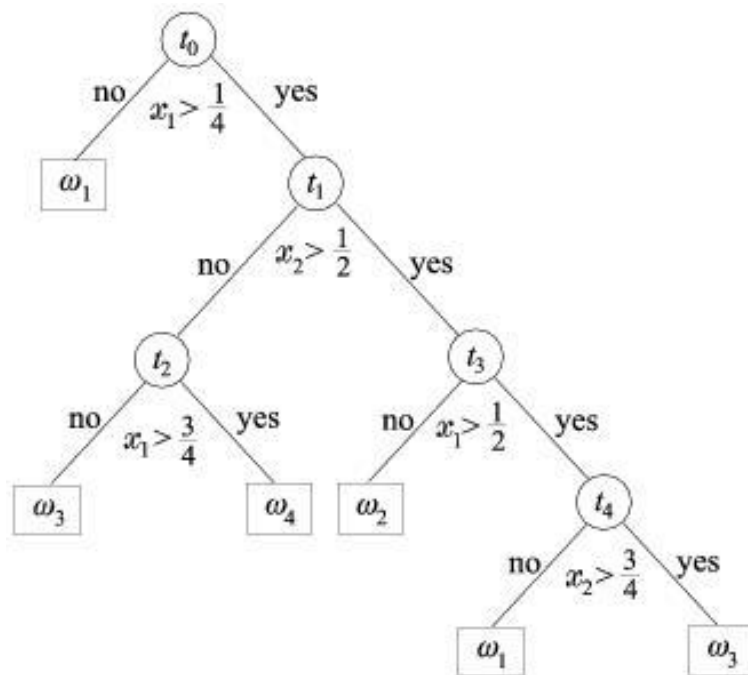 t₀
no x₁ > 1/4 yes
ω₁ t₁
no x₂ > 1/2 yes
t₂ t₃
no x₁ > 3/4 yes no x₁ > 1/2 yes
ω₃ ω₄ ω₂ t₄
no x₂ > 3/4 yes
ω₁ ω₃